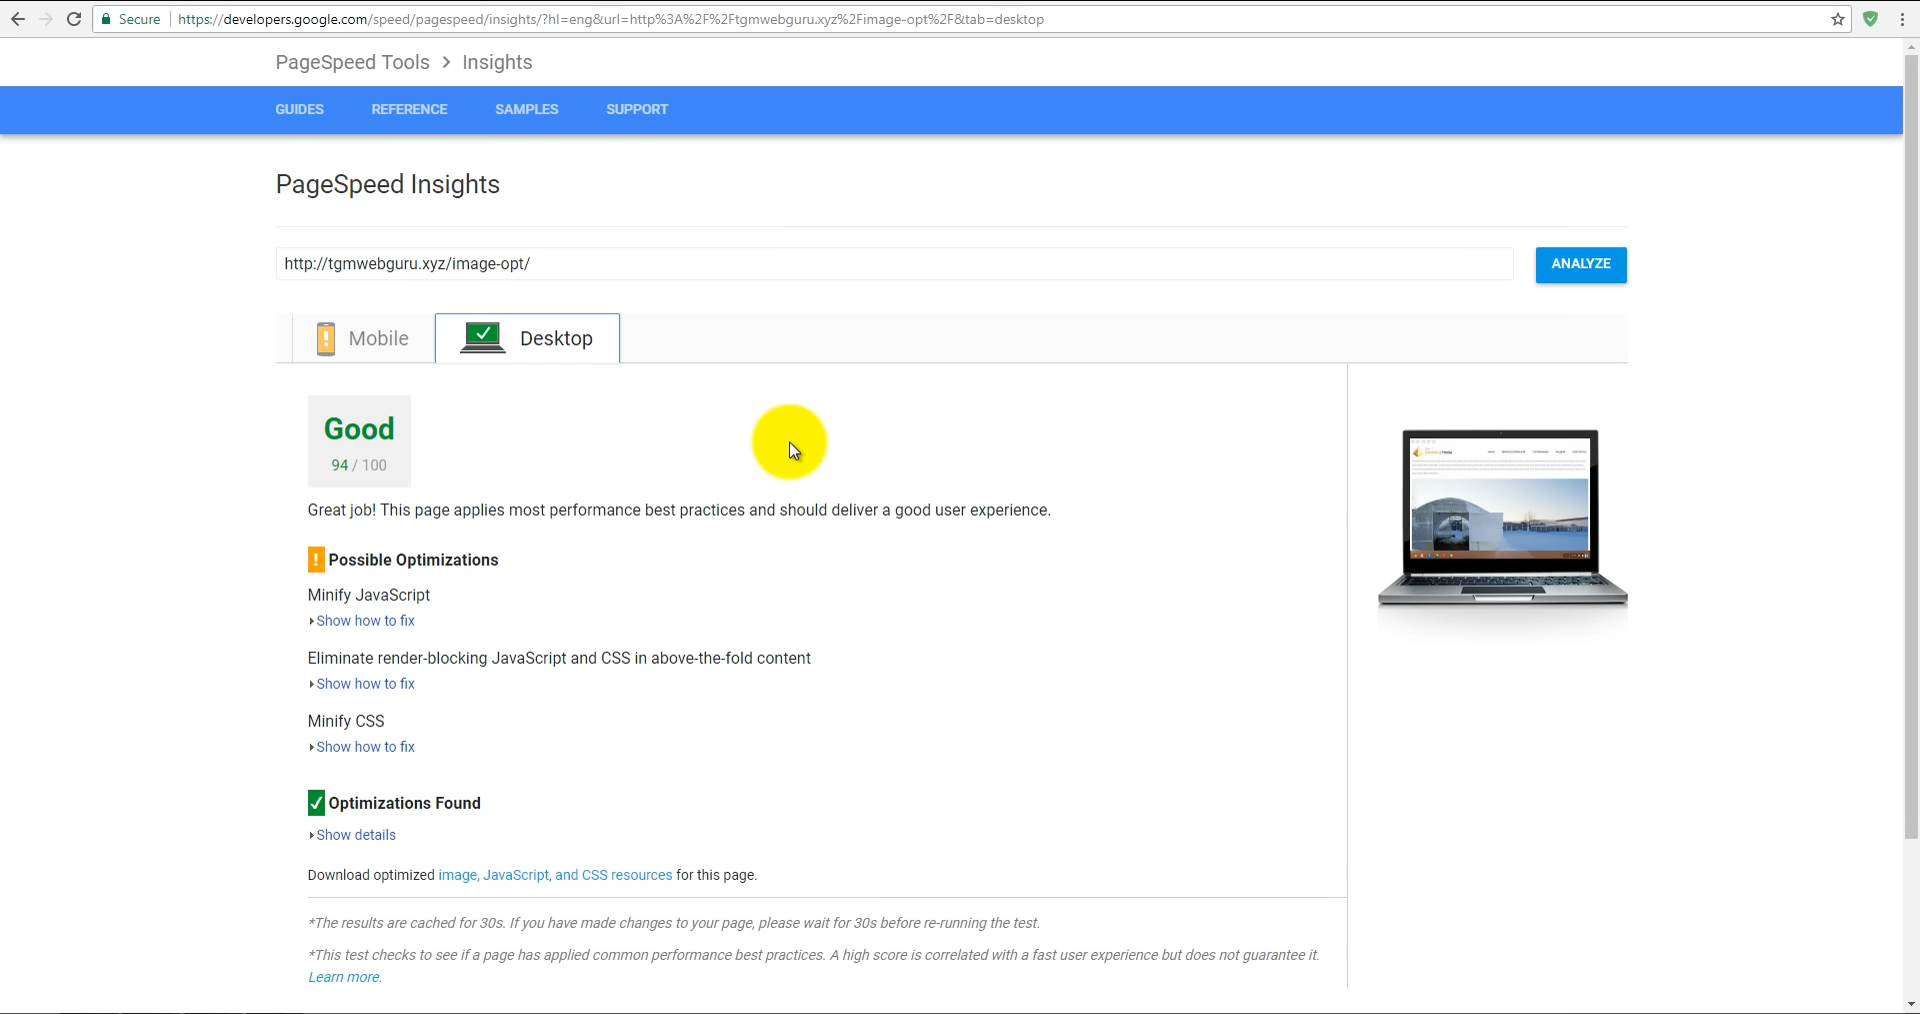 Secure https://developers.google.com/speed/pagespeed/insights/?hl=eng&url=http%3A%2F%2Ftgmwebguru.xyz%2Fimage-opt%2F&tab=desktop
PageSpeed Tools > Insights
GUIDES REFERENCE SAMPLES SUPPORT
PageSpeed Insights
http://tgmwebguru.xyz/image-opt/ ANALYZE
Mobile Desktop
Good
94 / 100
Great job! This page applies most performance best practices and should deliver a good user experience.
! Possible Optimizations
Minify JavaScript
Show how to fix
Eliminate render-blocking JavaScript and CSS in above-the-fold content
Show how to fix
Minify CSS
Show how to fix
Optimizations Found
Show details
Download optimized image, JavaScript, and CSS resources for this page.
*The results are cached for 30s. If you have made changes to your page, please wait for 30s before re-running the test.
*This test checks to see if a page has applied common performance best practices. A high score is correlated with a fast user experience but does not guarantee it.
Learn more.